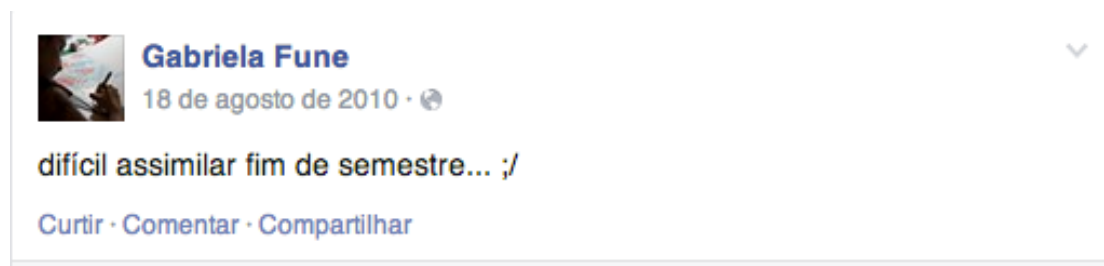 Gabriela Fune
18 de agosto de 2010 ·
difícil assimilar fim de semestre... ;/
Curtir · Comentar · Compartilhar